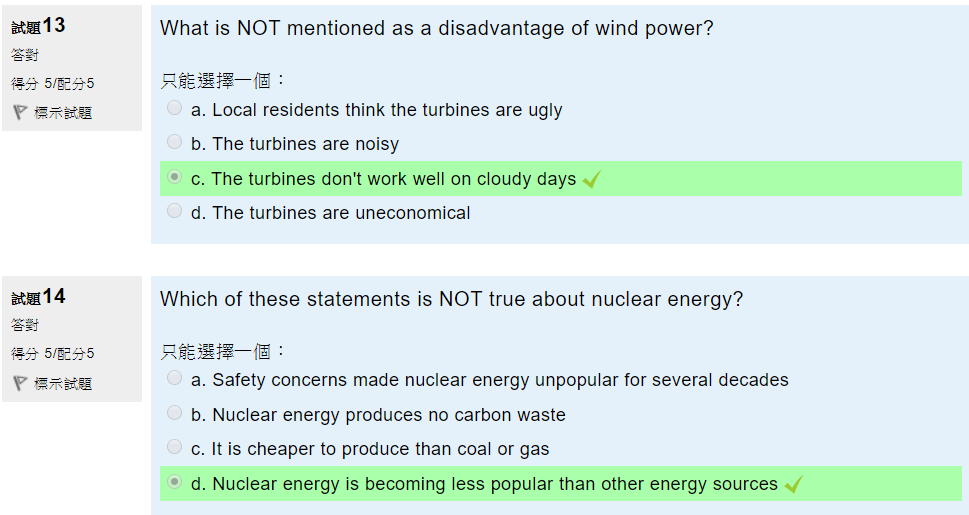 試題13
答對
得分 5/配分5
標示試題
What is NOT mentioned as a disadvantage of wind power?
只能選擇一個：
a. Local residents think the turbines are ugly
b. The turbines are noisy
c. The turbines don't work well on cloudy days
d. The turbines are uneconomical
試題14
答對
得分 5/配分5
標示試題
Which of these statements is NOT true about nuclear energy?
只能選擇一個：
a. Safety concerns made nuclear energy unpopular for several decades
b. Nuclear energy produces no carbon waste
c. It is cheaper to produce than coal or gas
d. Nuclear energy is becoming less popular than other energy sources